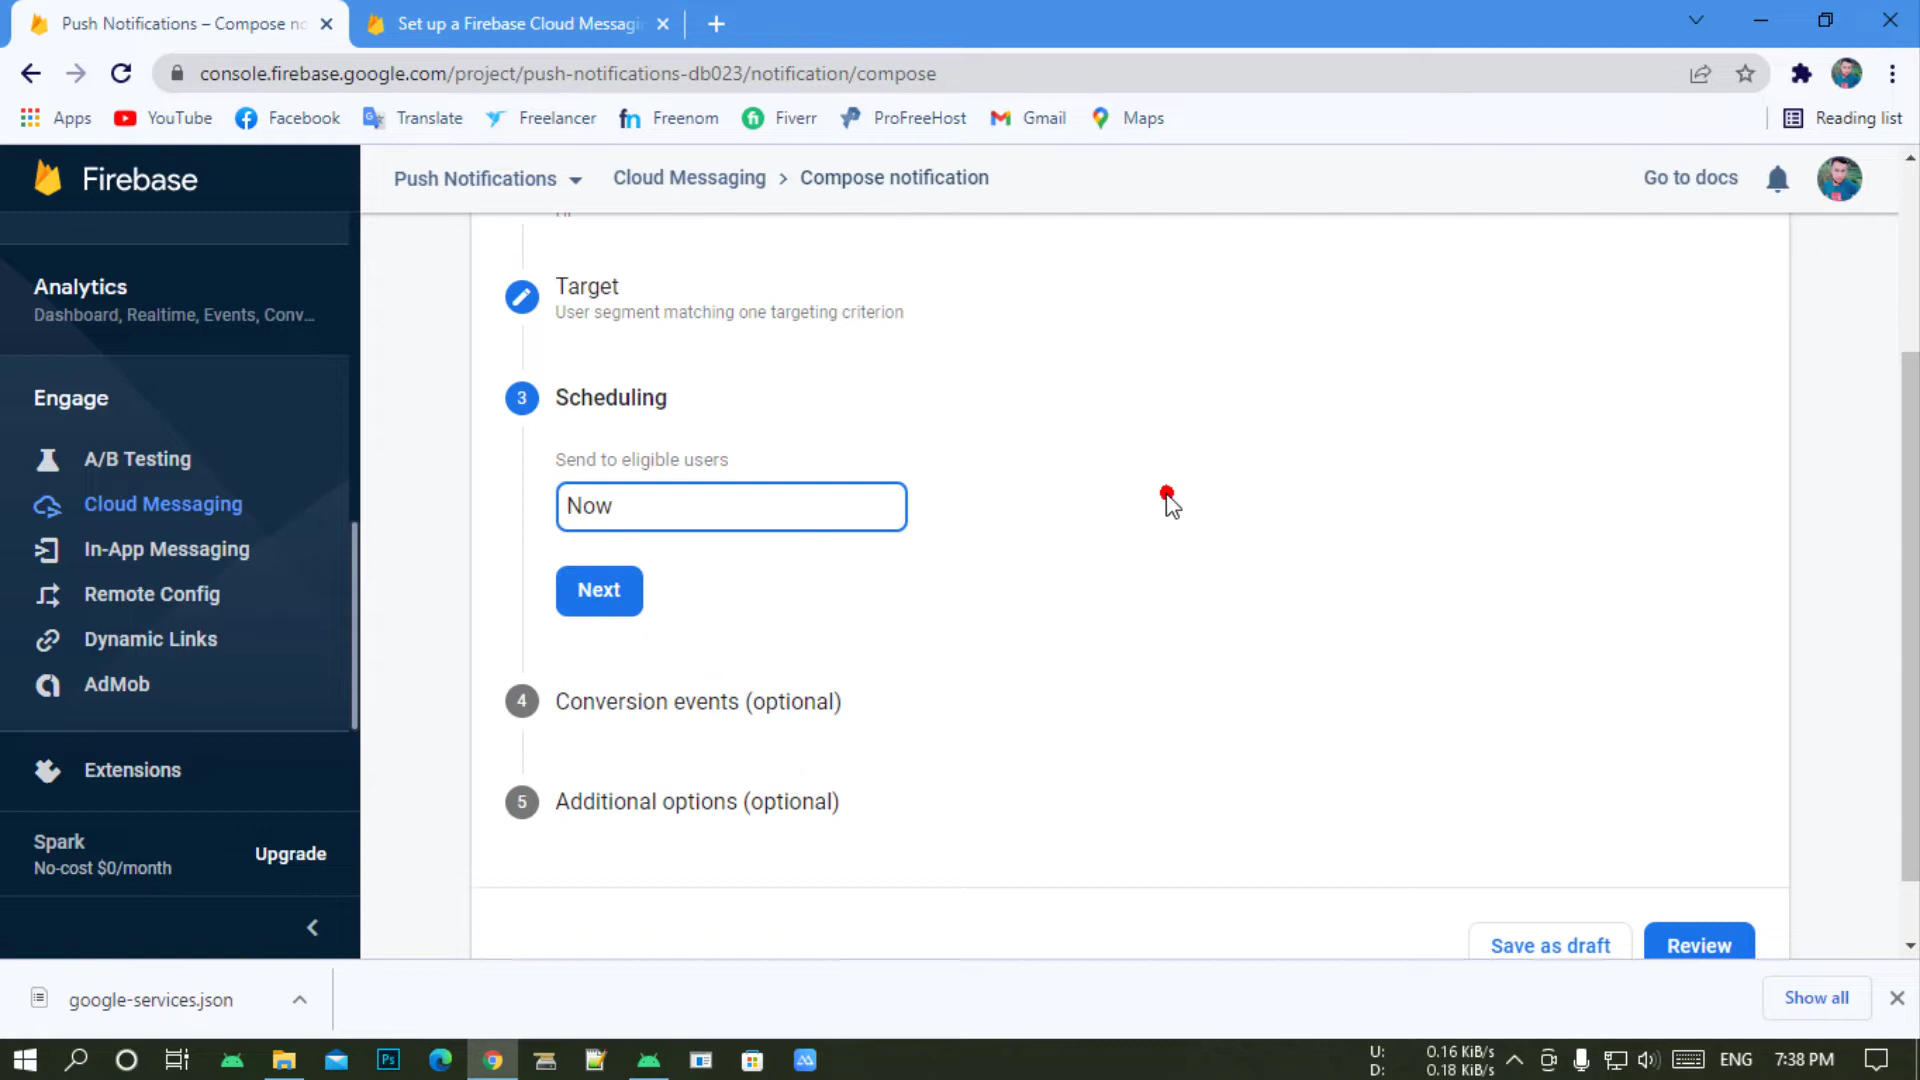 Push Notifications – Compose no
Set up a Firebase Cloud Messagi
console.firebase.google.com/project/push-notifications-db023/notification/compose
Apps
YouTube
Facebook
Translate
Freelancer
fn
Freenom
fi
Fiverr
ProFreeHost
Gmail
Maps
Reading list
Firebase
Push Notifications
Cloud Messaging > Compose notification
Go to docs
Analytics
Dashboard, Realtime, Events, Conv...
Engage
A/B Testing
Cloud Messaging
In-App Messaging
Remote Config
Dynamic Links
AdMob
Extensions
Spark
No-cost $0/month
Upgrade
Target
User segment matching one targeting criterion
3
Scheduling
Send to eligible users
Now
Next
4
Conversion events (optional)
5
Additional options (optional)
Save as draft
Review
google-services.json
Show all
Ps
U: 0.16 KiB/s
D: 0.18 KiB/s
ENG
7:38 PM